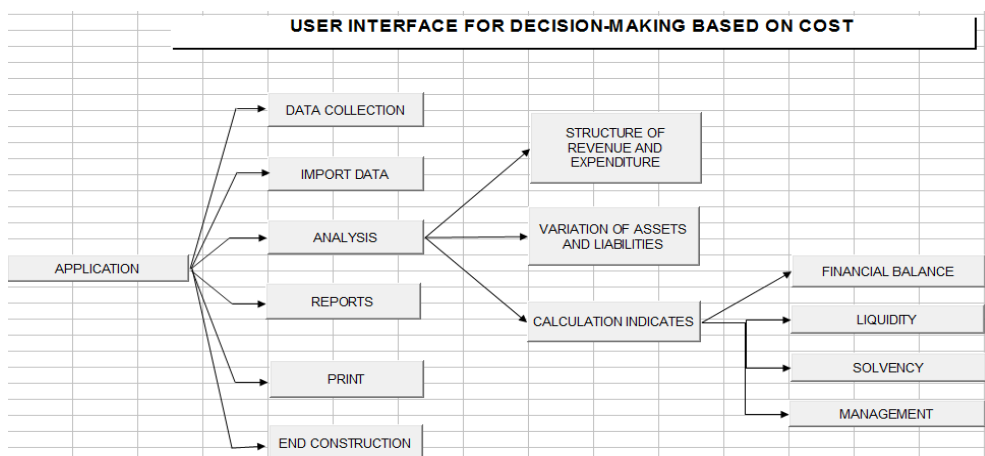 USER INTERFACE FOR DECISION-MAKING BASED ON COST
DATA COLLECTION
STRUCTURE OF
REVENUE AND
EXPENDITURE
IMPORT DATA
ANALYSIS
VARIATION OF ASSETS
AND LIABILITIES
APPLICATION
FINANCIAL BALANCE
REPORTS
CALCULATION INDICATES
LIQUIDITY
SOLVENCY
PRINT
MANAGEMENT
END CONSTRUCTION